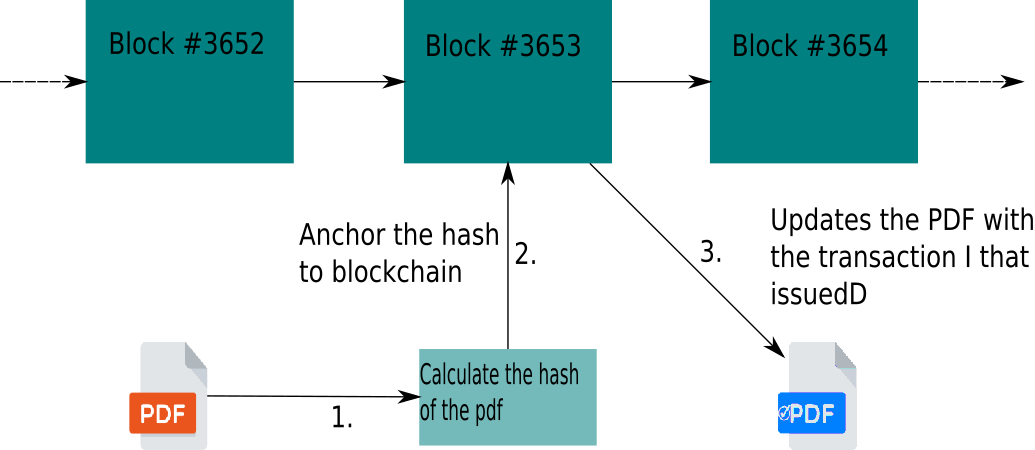 Block #3652
Block #3653
Block #3654
Anchor the hash
to blockchain
2.
3.
Updates the PDF with
the transaction I that
issuedD
PDF
1.
Calculate the hash
of the pdf
PDF